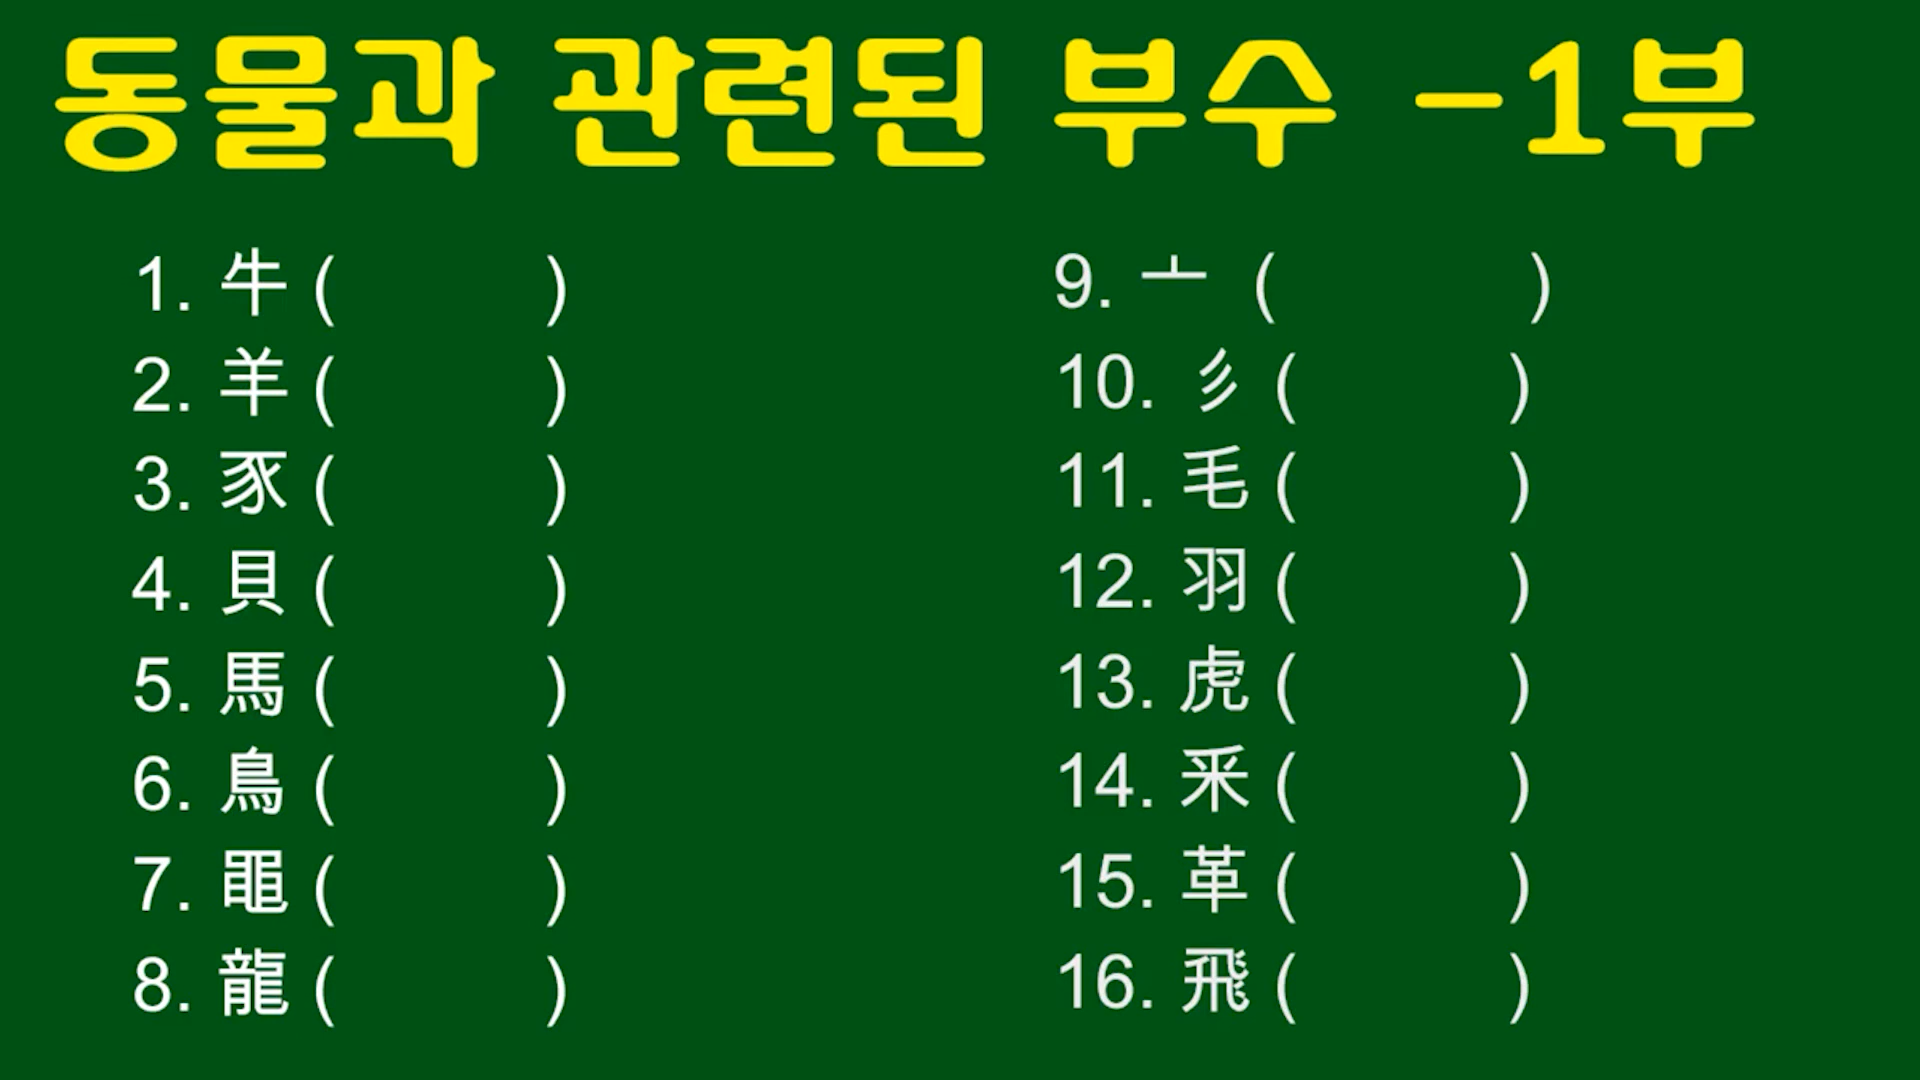 동물과 관련된 부수 -1부
1. 牛 ( )
2. 羊 ( )
3. 豕 ( )
4. 貝 ( )
5. 馬 ( )
6. 鳥 ( )
7. 黽 ( )
8. 龍 ( )
9. 亠 ( )
10. 彡 ( )
11. 毛 ( )
12. 羽 ( )
13. 虎 ( )
14. 釆 ( )
15. 革 ( )
16. 飛 ( )